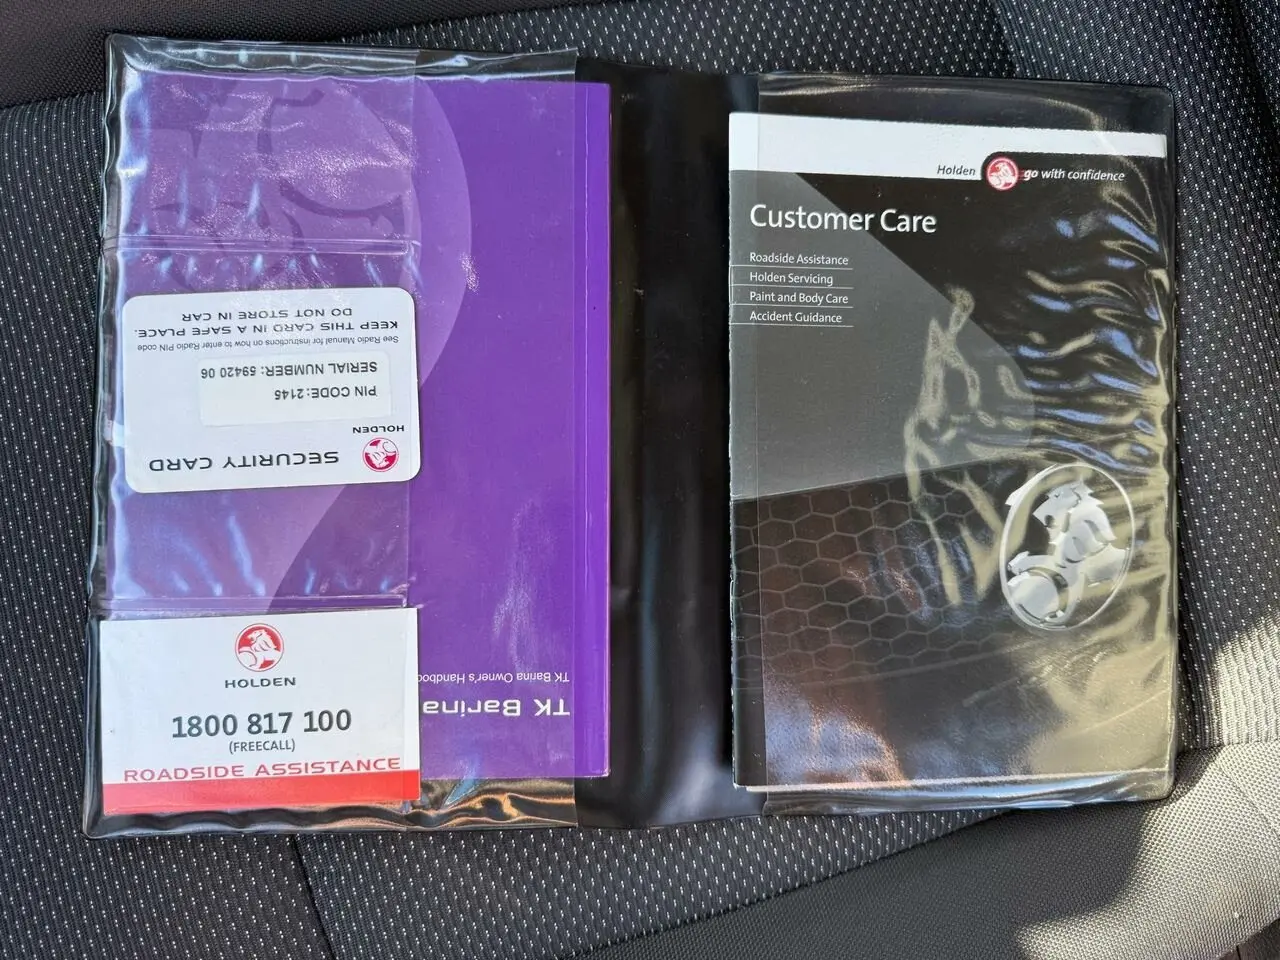 SECURITY CARD
HOLDEN
PIN CODE:2145
SERIAL NUMBER: 59420 06
See Radio Manual for instructions on how to enter Radio PIN code
KEEP THIS CARD IN A SAFE PLACE.
DO NOT STORE IN CAR
TK Barina
TK Barina Owner's Handboo
HOLDEN
1800 817 100
(FREECALL)
ROADSIDE ASSISTANCE
Holden go with confidence
Customer Care
Roadside Assistance
Holden Servicing
Paint and Body Care
Accident Guidance